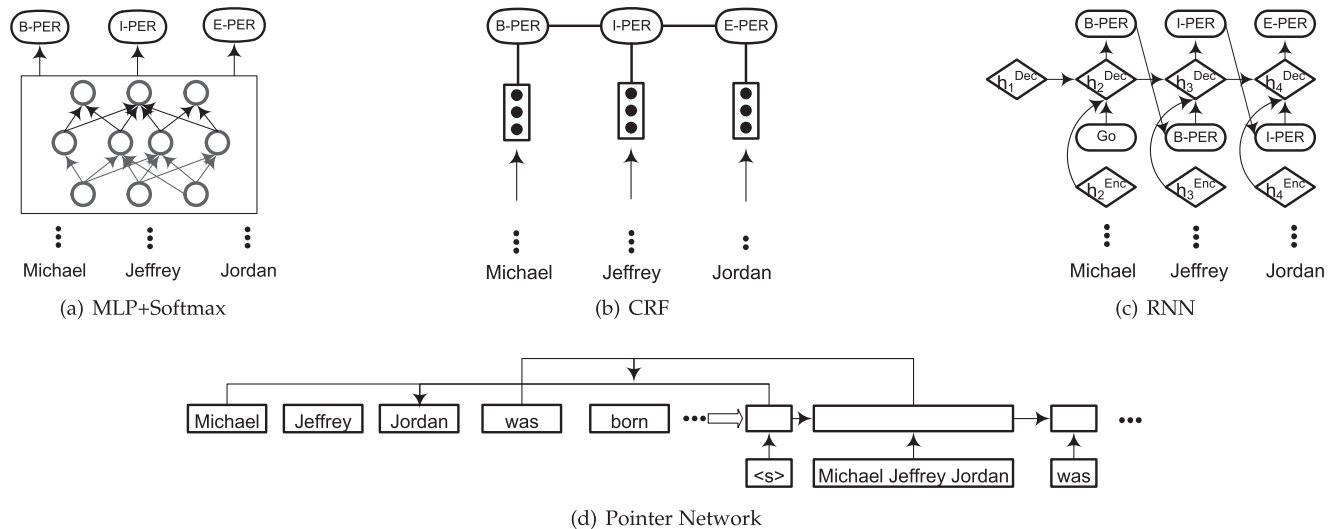 B-PER I-PER E-PER
Michael Jeffrey Jordan
(a) MLP+Softmax
B-PER I-PER E-PER
Michael Jeffrey Jordan
(b) CRF
B-PER I-PER E-PER
h1Dec h2Dec h3Dec h4Dec
Go B-PER I-PER
h2Enc h3Enc h4Enc
Michael Jeffrey Jordan
(c) RNN
Michael Jeffrey Jordan was born
<s> Michael Jeffrey Jordan was
(d) Pointer Network